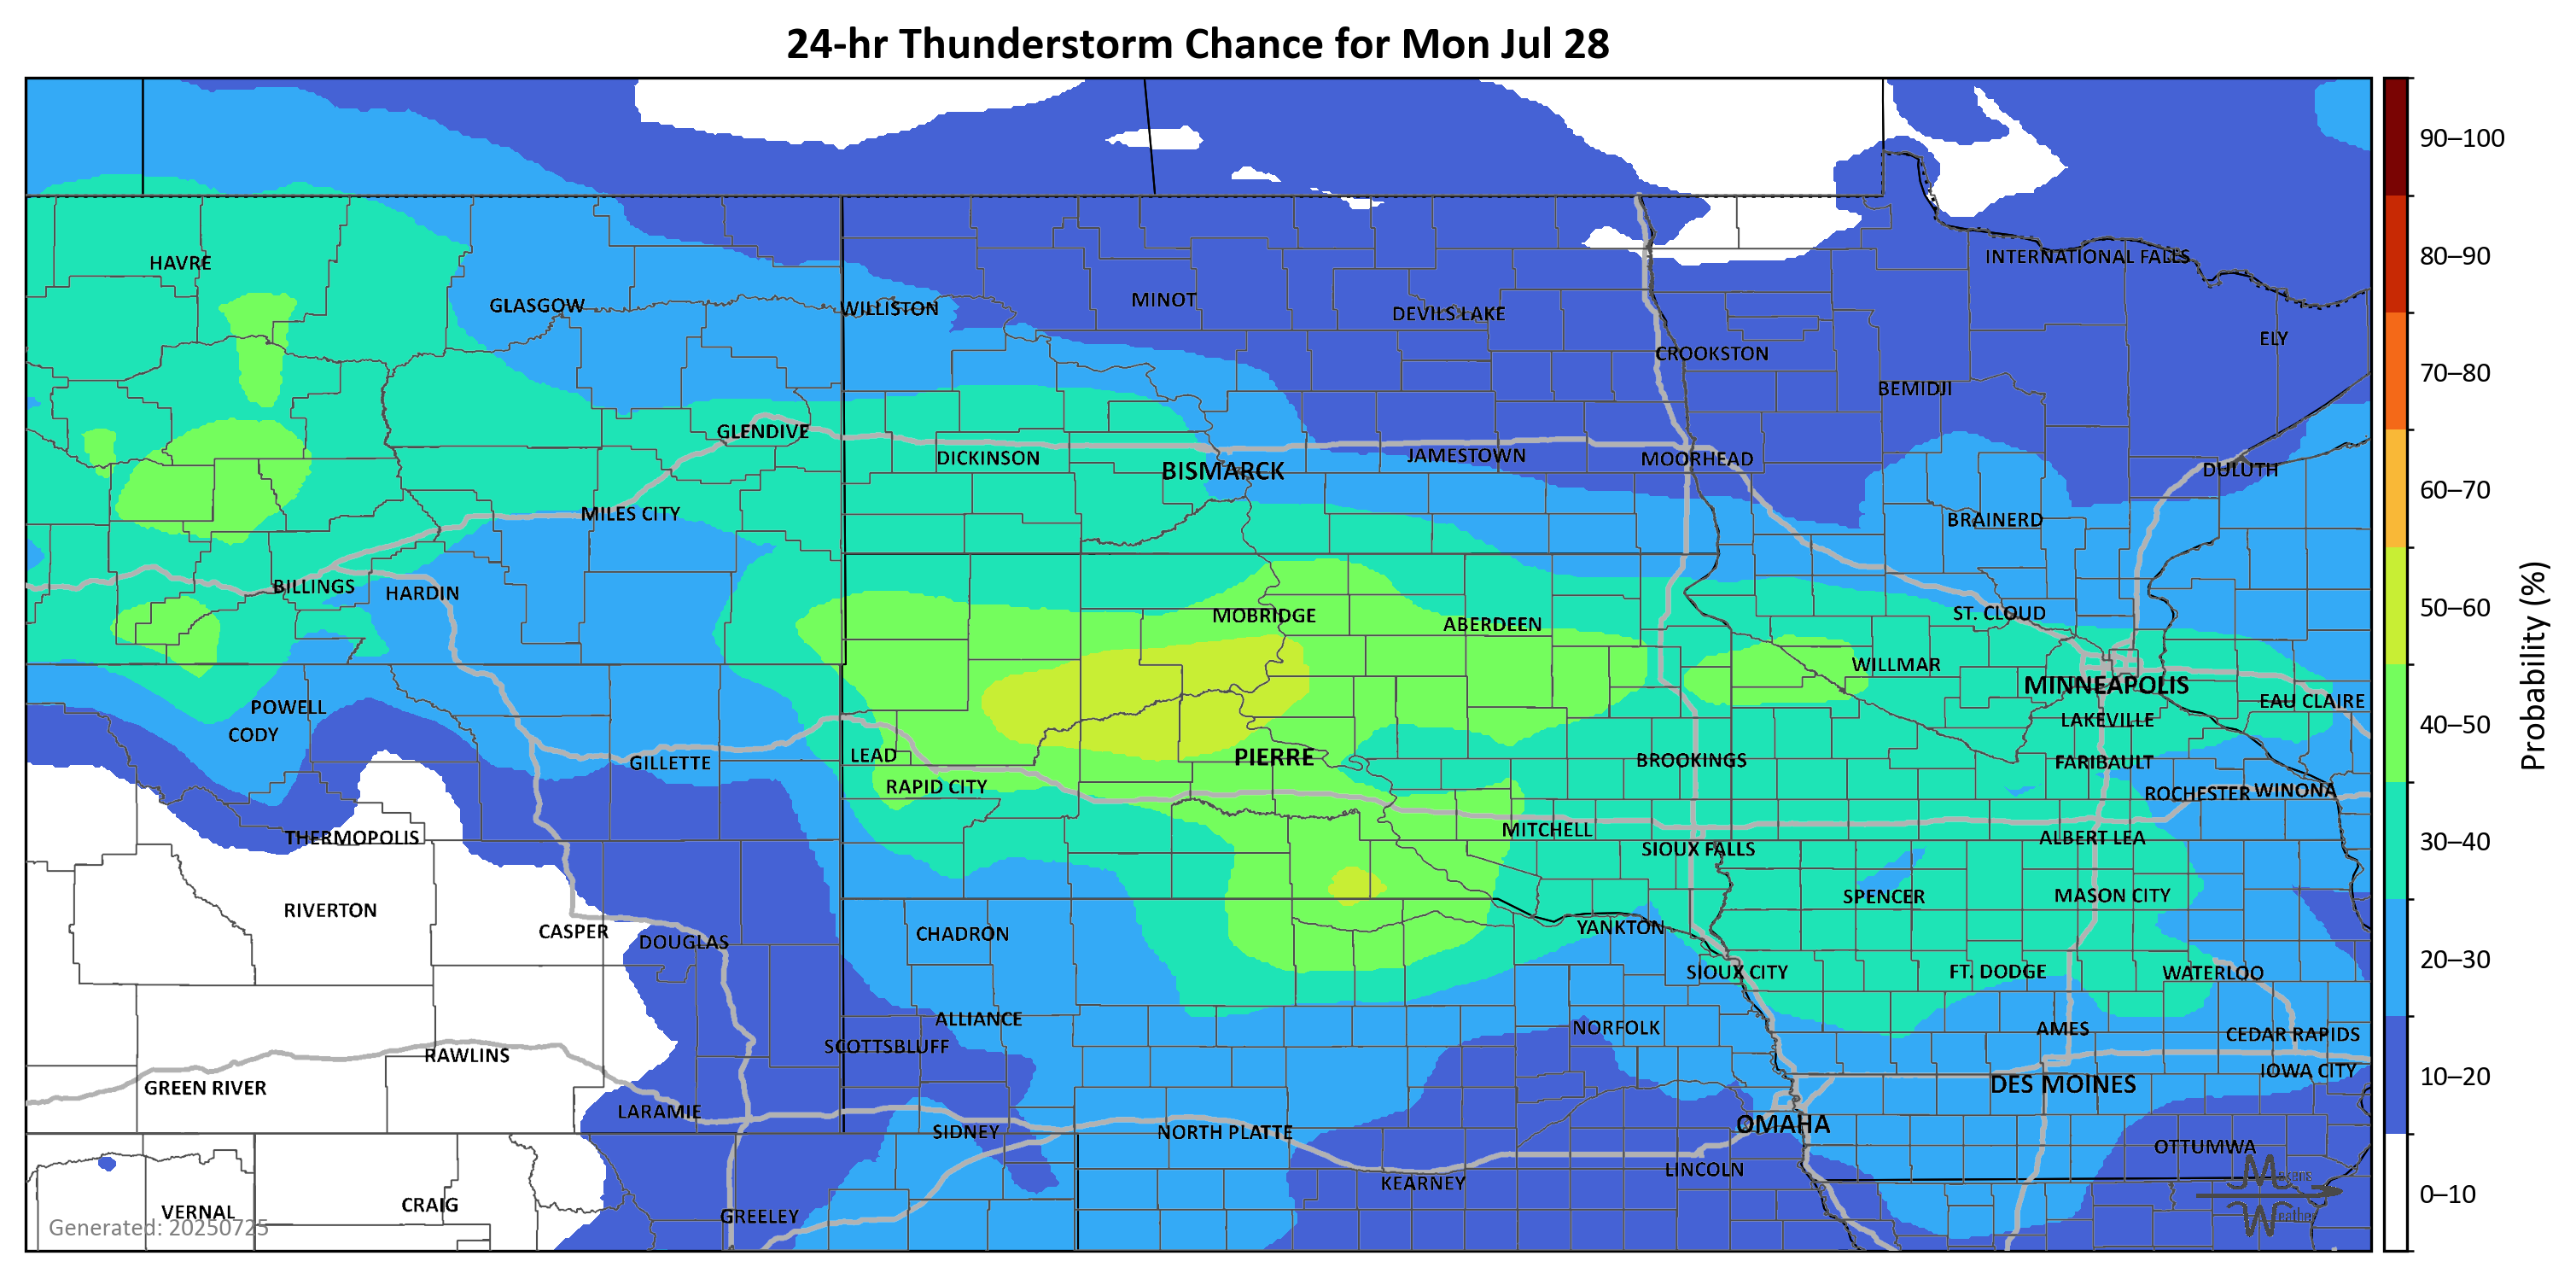 24-hr Thunderstorm Chance for Mon Jul 28
90–100
80–90
70–80
60–70
50–60
40–50
30–40
20–30
10–20
0–10
Probability (%)
HAVRE
INTERNATIONAL FALLS
GLASGOW
WILLISTON
MINOT
DEVILS LAKE
ELY
CROOKSTON
BEMIDJI
GLENDIVE
DICKINSON
BISMARCK
JAMESTOWN
MOORHEAD
DULUTH
MILES CITY
BRAINERD
BILLINGS
HARDIN
MOBRIDGE
ABERDEEN
ST. CLOUD
WILLMAR
MINNEAPOLIS
EAU CLAIRE
POWELL
CODY
LAKEVILLE
GILLETTE
LEAD
PIERRE
BROOKINGS
FARIBAULT
RAPID CITY
ROCHESTER
WINONA
THERMOPOLIS
MITCHELL
ALBERT LEA
SIOUX FALLS
RIVERTON
SPENCER
MASON CITY
CASPER
DOUGLAS
CHADRON
YANKTON
SIOUX CITY
FT. DODGE
WATERLOO
ALLIANCE
NORFOLK
AMES
CEDAR RAPIDS
SCOTTSBLUFF
RAWLINS
GREEN RIVER
DES MOINES
IOWA CITY
LARAMIE
SIDNEY
NORTH PLATTE
OMAHA
OTTUMWA
LINCOLN
KEARNEY
VERNAL
CRAIG
GREELEY
Generated: 20250725
Makens
Weather